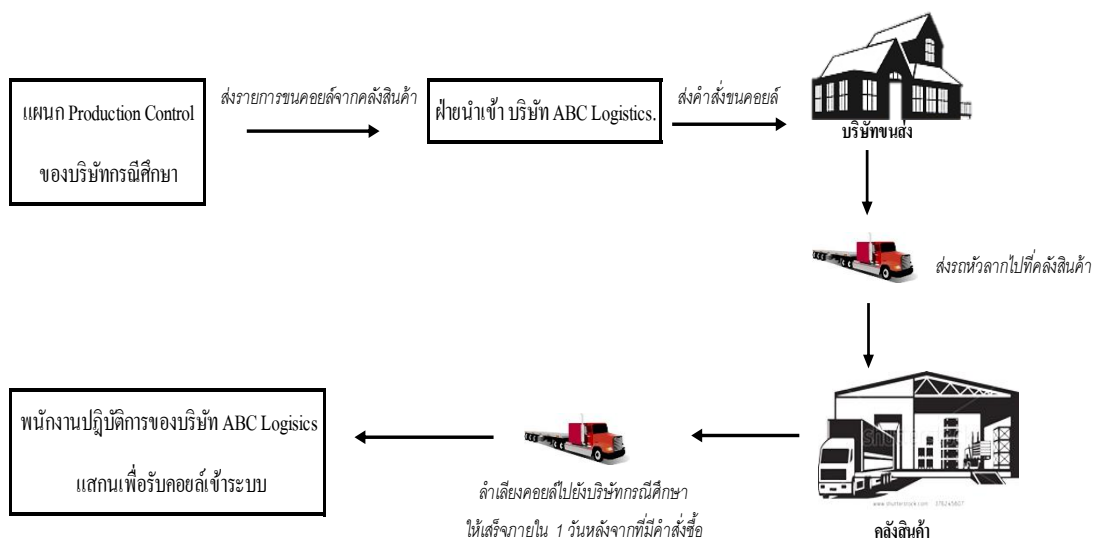 แผนก Production Control
ของบริษัทกรณีศึกษา
ส่งรายการขนคอยล์จากคลังสินค้า
ฝ่ายนำเข้า บริษัท ABC Logistics.
ส่งคำสั่งขนคอยล์
บริษัทขนส่ง
ส่งรถหัวลากไปที่คลังสินค้า
พนักงานปฎิบัติการของบริษัท ABC Logisics
แสกนเพื่อรับคอยล์เข้าระบบ
ลำเลียงคอยล์ไปยังบริษัทกรณีศึกษา
ให้เสร็จภายใน 1 วันหลังจากที่มีคำสั่งซื้อ
shutterstock
www.shutterstock.com
คลังสินค้า